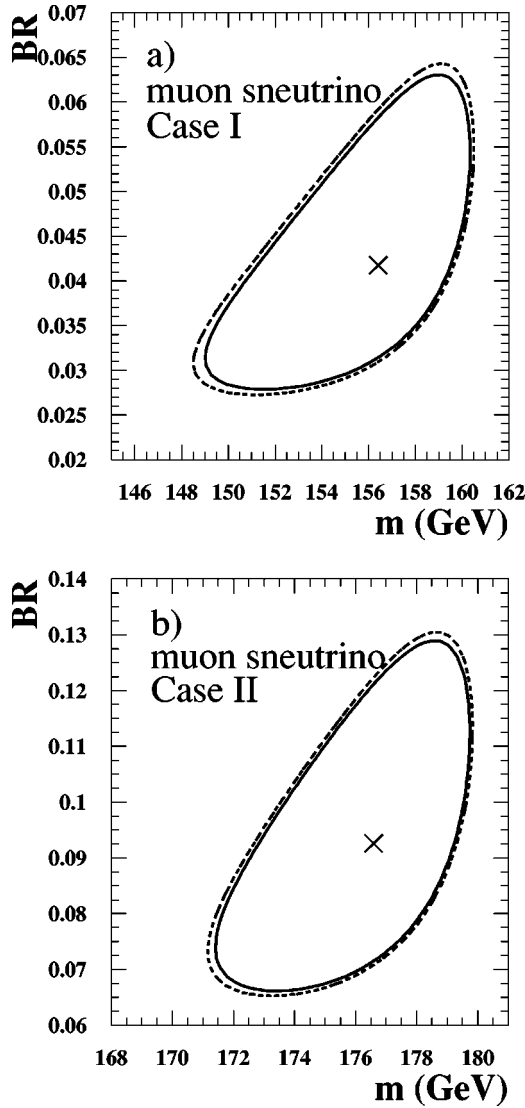 BR
0.07
0.065
0.06
0.055
0.05
0.045
0.04
0.035
0.03
0.025
0.02
a)
muon sneutrino
Case I
146 148 150 152 154 156 158 160 162
m (GeV)
BR
0.14
0.13
0.12
0.11
0.1
0.09
0.08
0.07
0.06
b)
muon sneutrino
Case II
168 170 172 174 176 178 180
m (GeV)